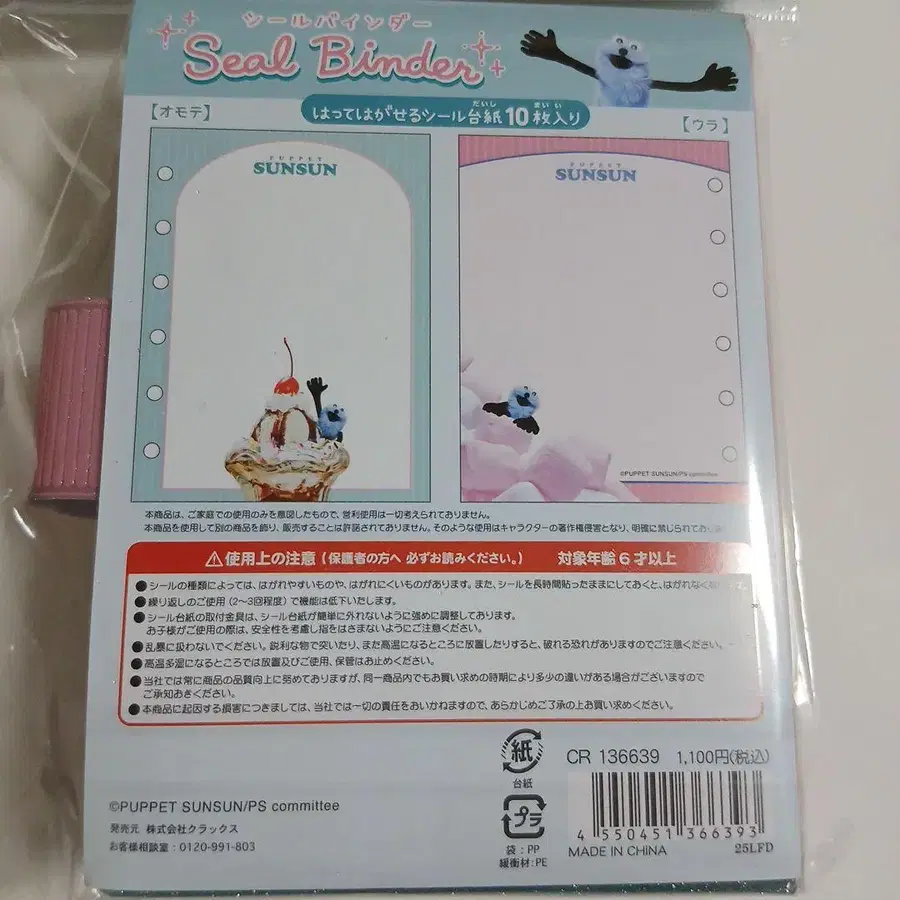 シールバインダー
Seal Binder
はってはがせるシール台紙10枚入り
だいし
まい い
【オモテ】
【ウラ】
PUPPET
SUNSUN
PUPPET
SUNSUN
©PUPPET SUNSUN/PS committee
本商品は、ご家庭での使用のみを意図したもので、営利使用は一切考えられておりません。
本商品を使用して別の商品を飾り、販売することは許諾されておりません。そのような使用はキャラクターの著作権侵害となり、明確に禁じられており
⚠使用上の注意(保護者の方へ 必ずお読みください。) 対象年齢6才以上
●シールの種類によっては、はがれやすいものや、はがれにくいものがあります。また、シールを長時間貼ったままにしておくと、はがれなく
●繰り返しのご使用(2〜3回程度)で機能は低下いたします。
●シール台紙の取付金具は、シール台紙が簡単に外れないように強めに調整しております。
お子様がご使用の際は、安全性を考慮し指をはさまないようにご注意ください。
●乱暴に扱わないでください。鋭利な物で突いたり、また高温になるところに放置したりすると、破れる恐れがありますのでご注意ください。
●高温多湿になるところでは放置及びご使用、保管はお止めください。
●当社では常に商品の品質向上に努めておりますが、同一商品内でもお買い求めの時期により多少の違いがある場合がございますので
ご承知おきください。
●本商品に起因する損害につきましては、当社では一切の責任をおいかねますので、あらかじめご了承の上お買い求めください。
紙
台紙
プラ
袋:PP
緩衝材:PE
CR 136639 1,100円(税込)
4 550451 366393
MADE IN CHINA 25LFD
©PUPPET SUNSUN/PS committee
発売元 株式会社クラックス
お客様相談室:0120-991-803